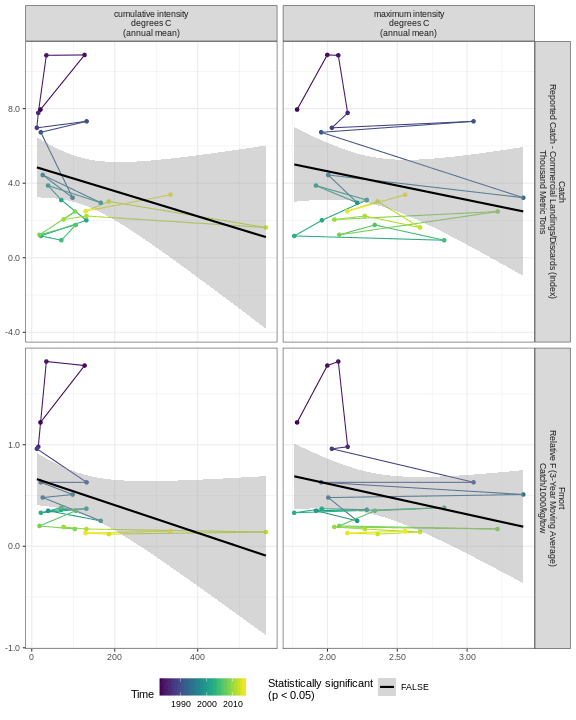 cumulative intensity
degrees C
(annual mean)
maximum intensity
degrees C
(annual mean)
8.0
4.0
0.0
-4.0
Catch
Reported Catch - Commercial Landings/Discards (Index)
Thousand Metric Tons
1.0
0.0
-1.0
Fmort
Relative F (3-Year Moving Average)
Catch/1000/kg/tow
0
200
400
2.00
2.50
3.00
Time
1990
2000
2010
Statistically significant
(p < 0.05)
FALSE